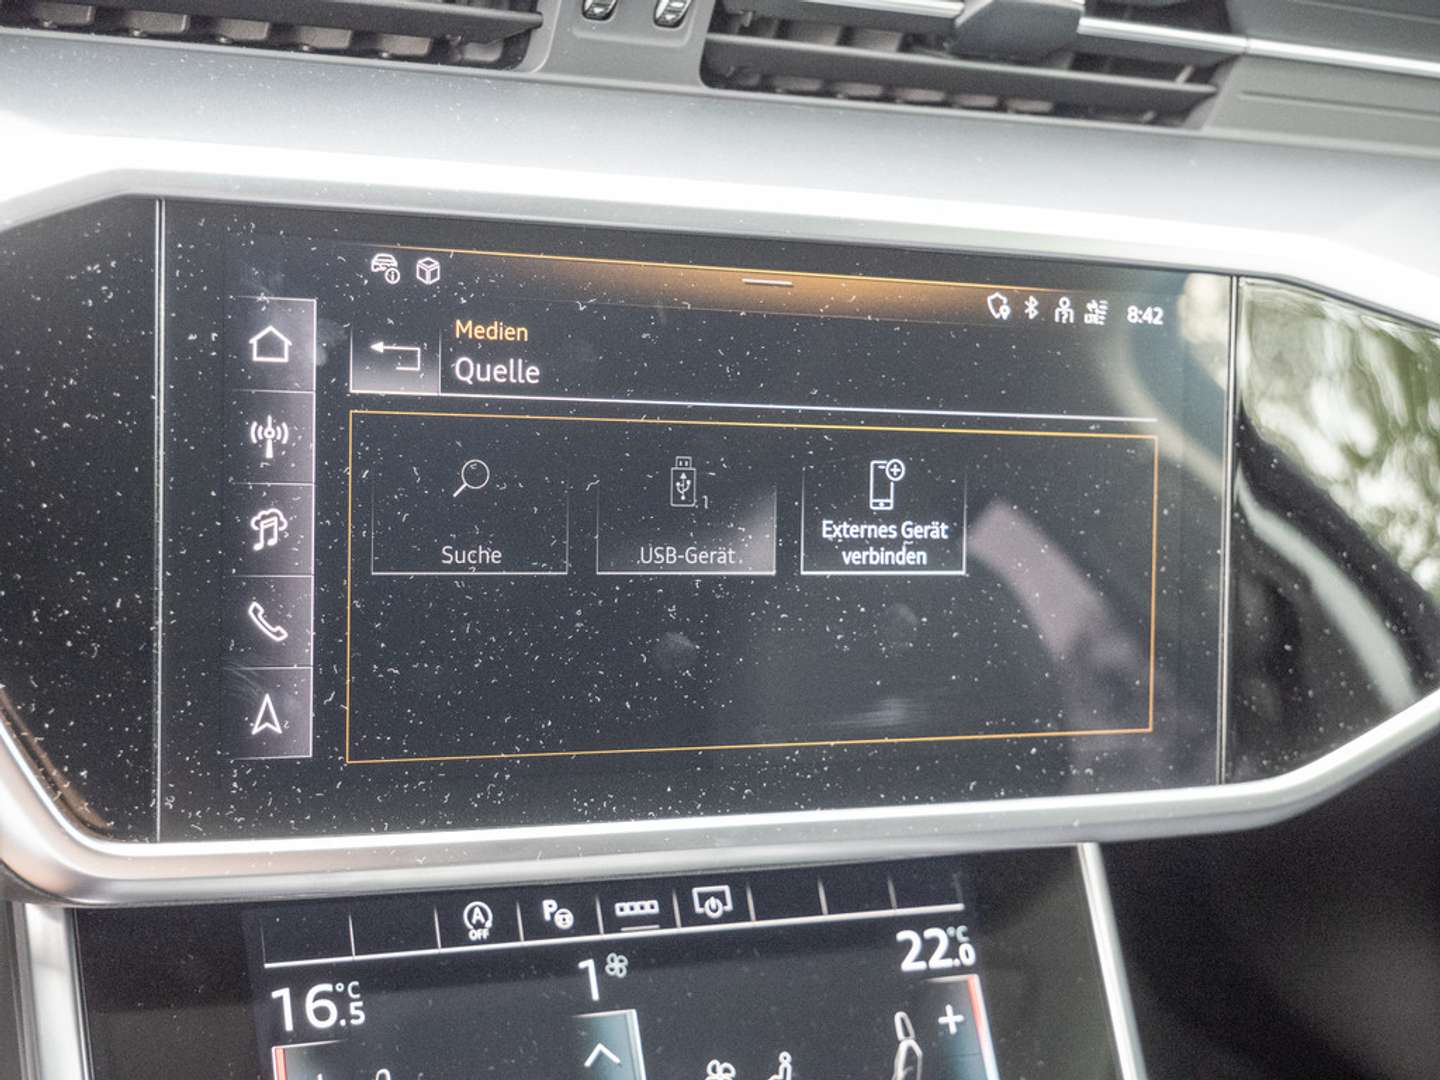 8:42
Medien
Quelle
1
Suche
USB-Gerät
Externes Gerät
verbinden
A
OFF
P
16.5°C
1
22.0°C
+